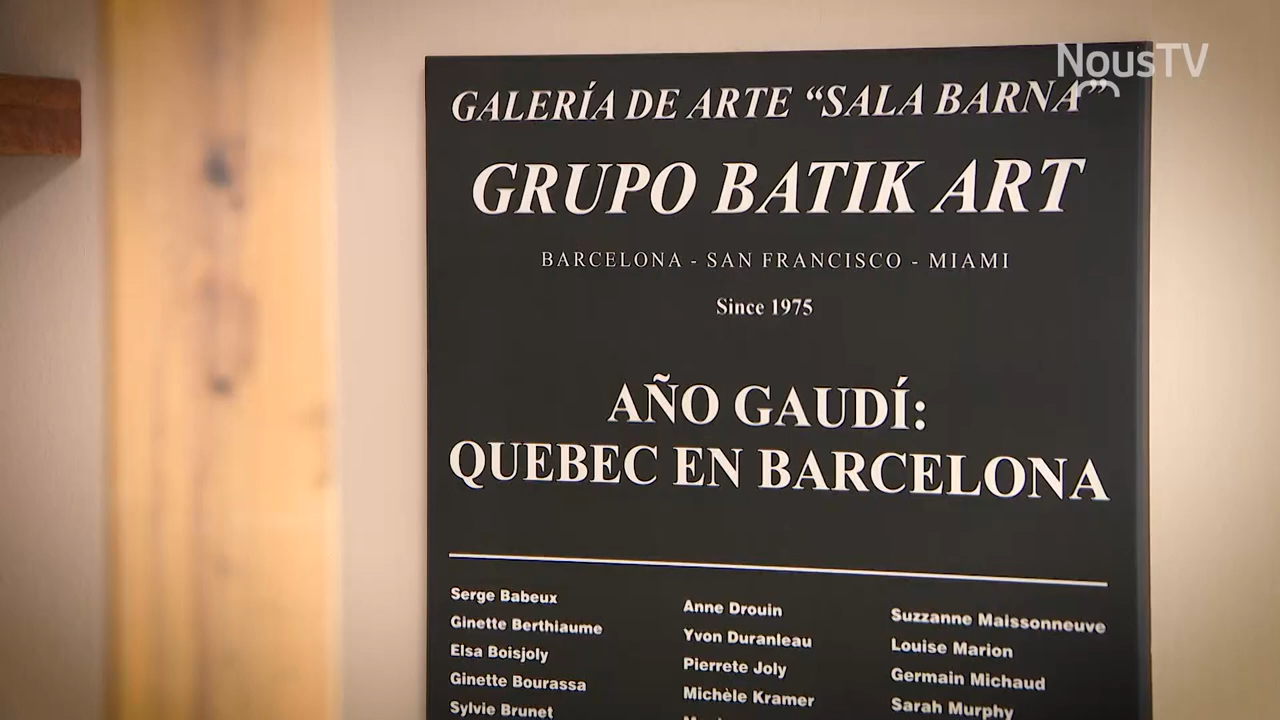 NousTV
GALERÍA DE ARTE “SALA BARNA”
GRUPO BATIK ART
BARCELONA - SAN FRANCISCO - MIAMI
Since 1975
AÑO GAUDÍ:
QUEBEC EN BARCELONA
Serge Babeux
Ginette Berthiaume
Elsa Boisjoly
Ginette Bourassa
Sylvie Brunet
Anne Drouin
Yvon Duranleau
Pierrete Joly
Michèle Kramer
Suzzanne Maissonneuve
Louise Marion
Germain Michaud
Sarah Murphy